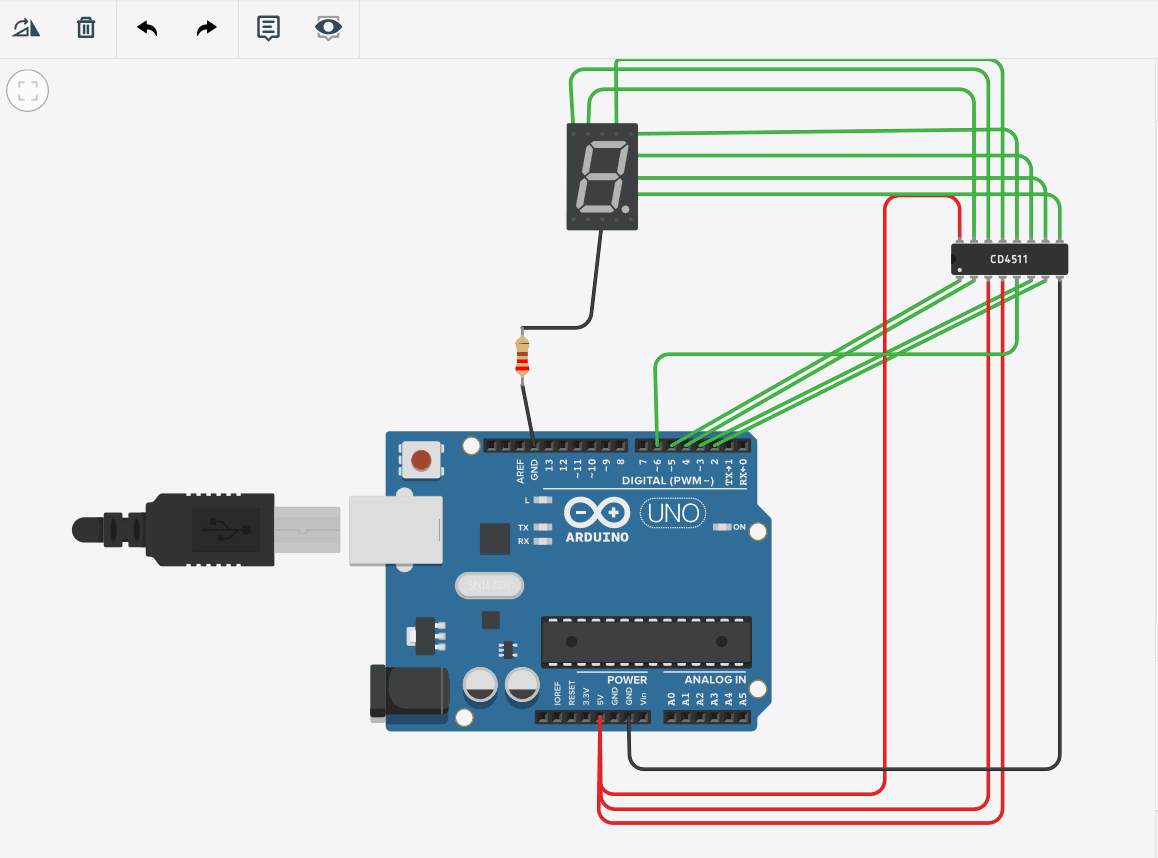 CD4511
AREF
GND
13
12
~11
~10
~9
8
7
~6
~5
4
~3
2
TX→1
RX←0
DIGITAL (PWM~)
L
TX
RX
ARDUINO
UNO
ON
POWER
ANALOG IN
IOREF
RESET
3.3V
5V
GND
GND
Vin
A0
A1
A2
A3
A4
A5